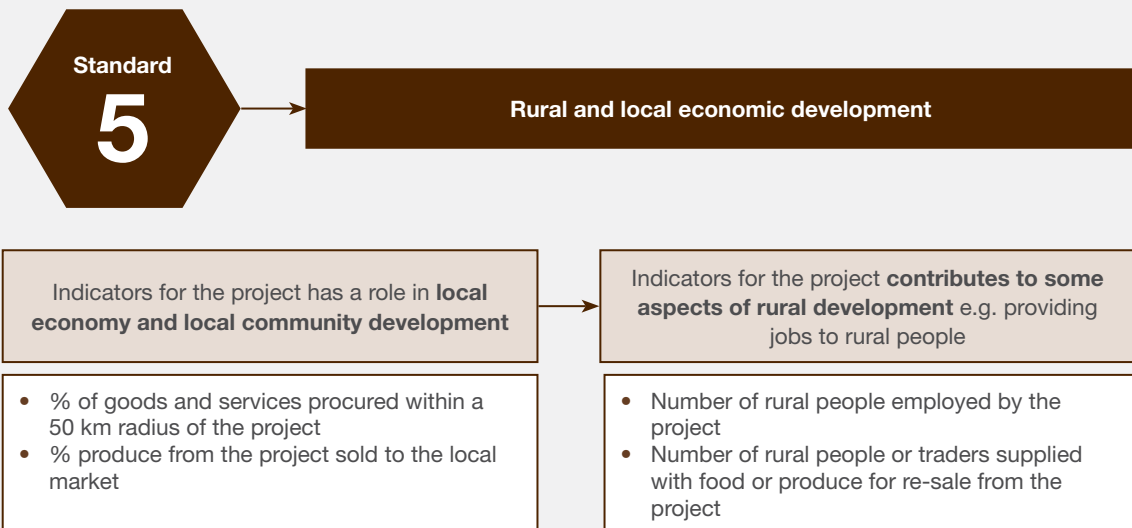 Standard
5
Rural and local economic development
Indicators for the project has a role in local
economy and local community development
Indicators for the project contributes to some
aspects of rural development e.g. providing
jobs to rural people
• % of goods and services procured within a
50 km radius of the project
• % produce from the project sold to the local
market
• Number of rural people employed by the
project
• Number of rural people or traders supplied
with food or produce for re-sale from the
project